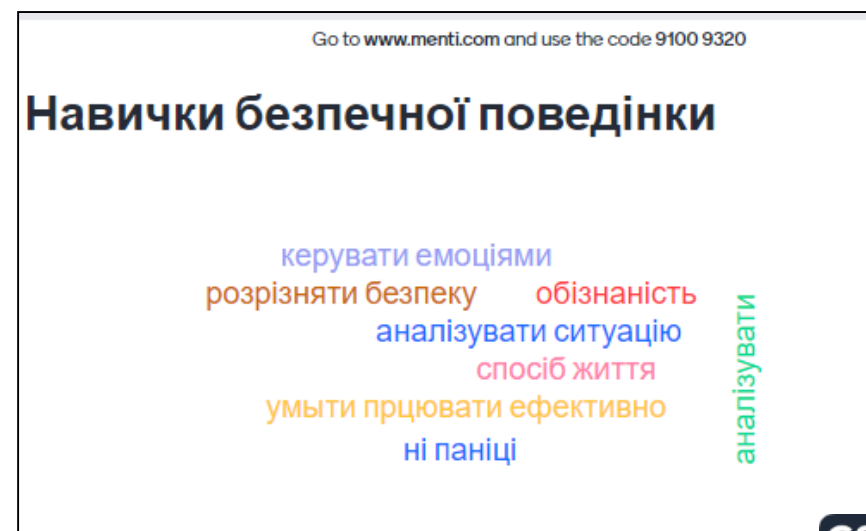 Go to www.menti.com and use the code 9100 9320
Навички безпечної поведінки
керувати емоціями
розрізняти безпеку обізнаність
аналізувати ситуацію
спосіб життя
умыти прцювати ефективно
ні паніці
аналізувати